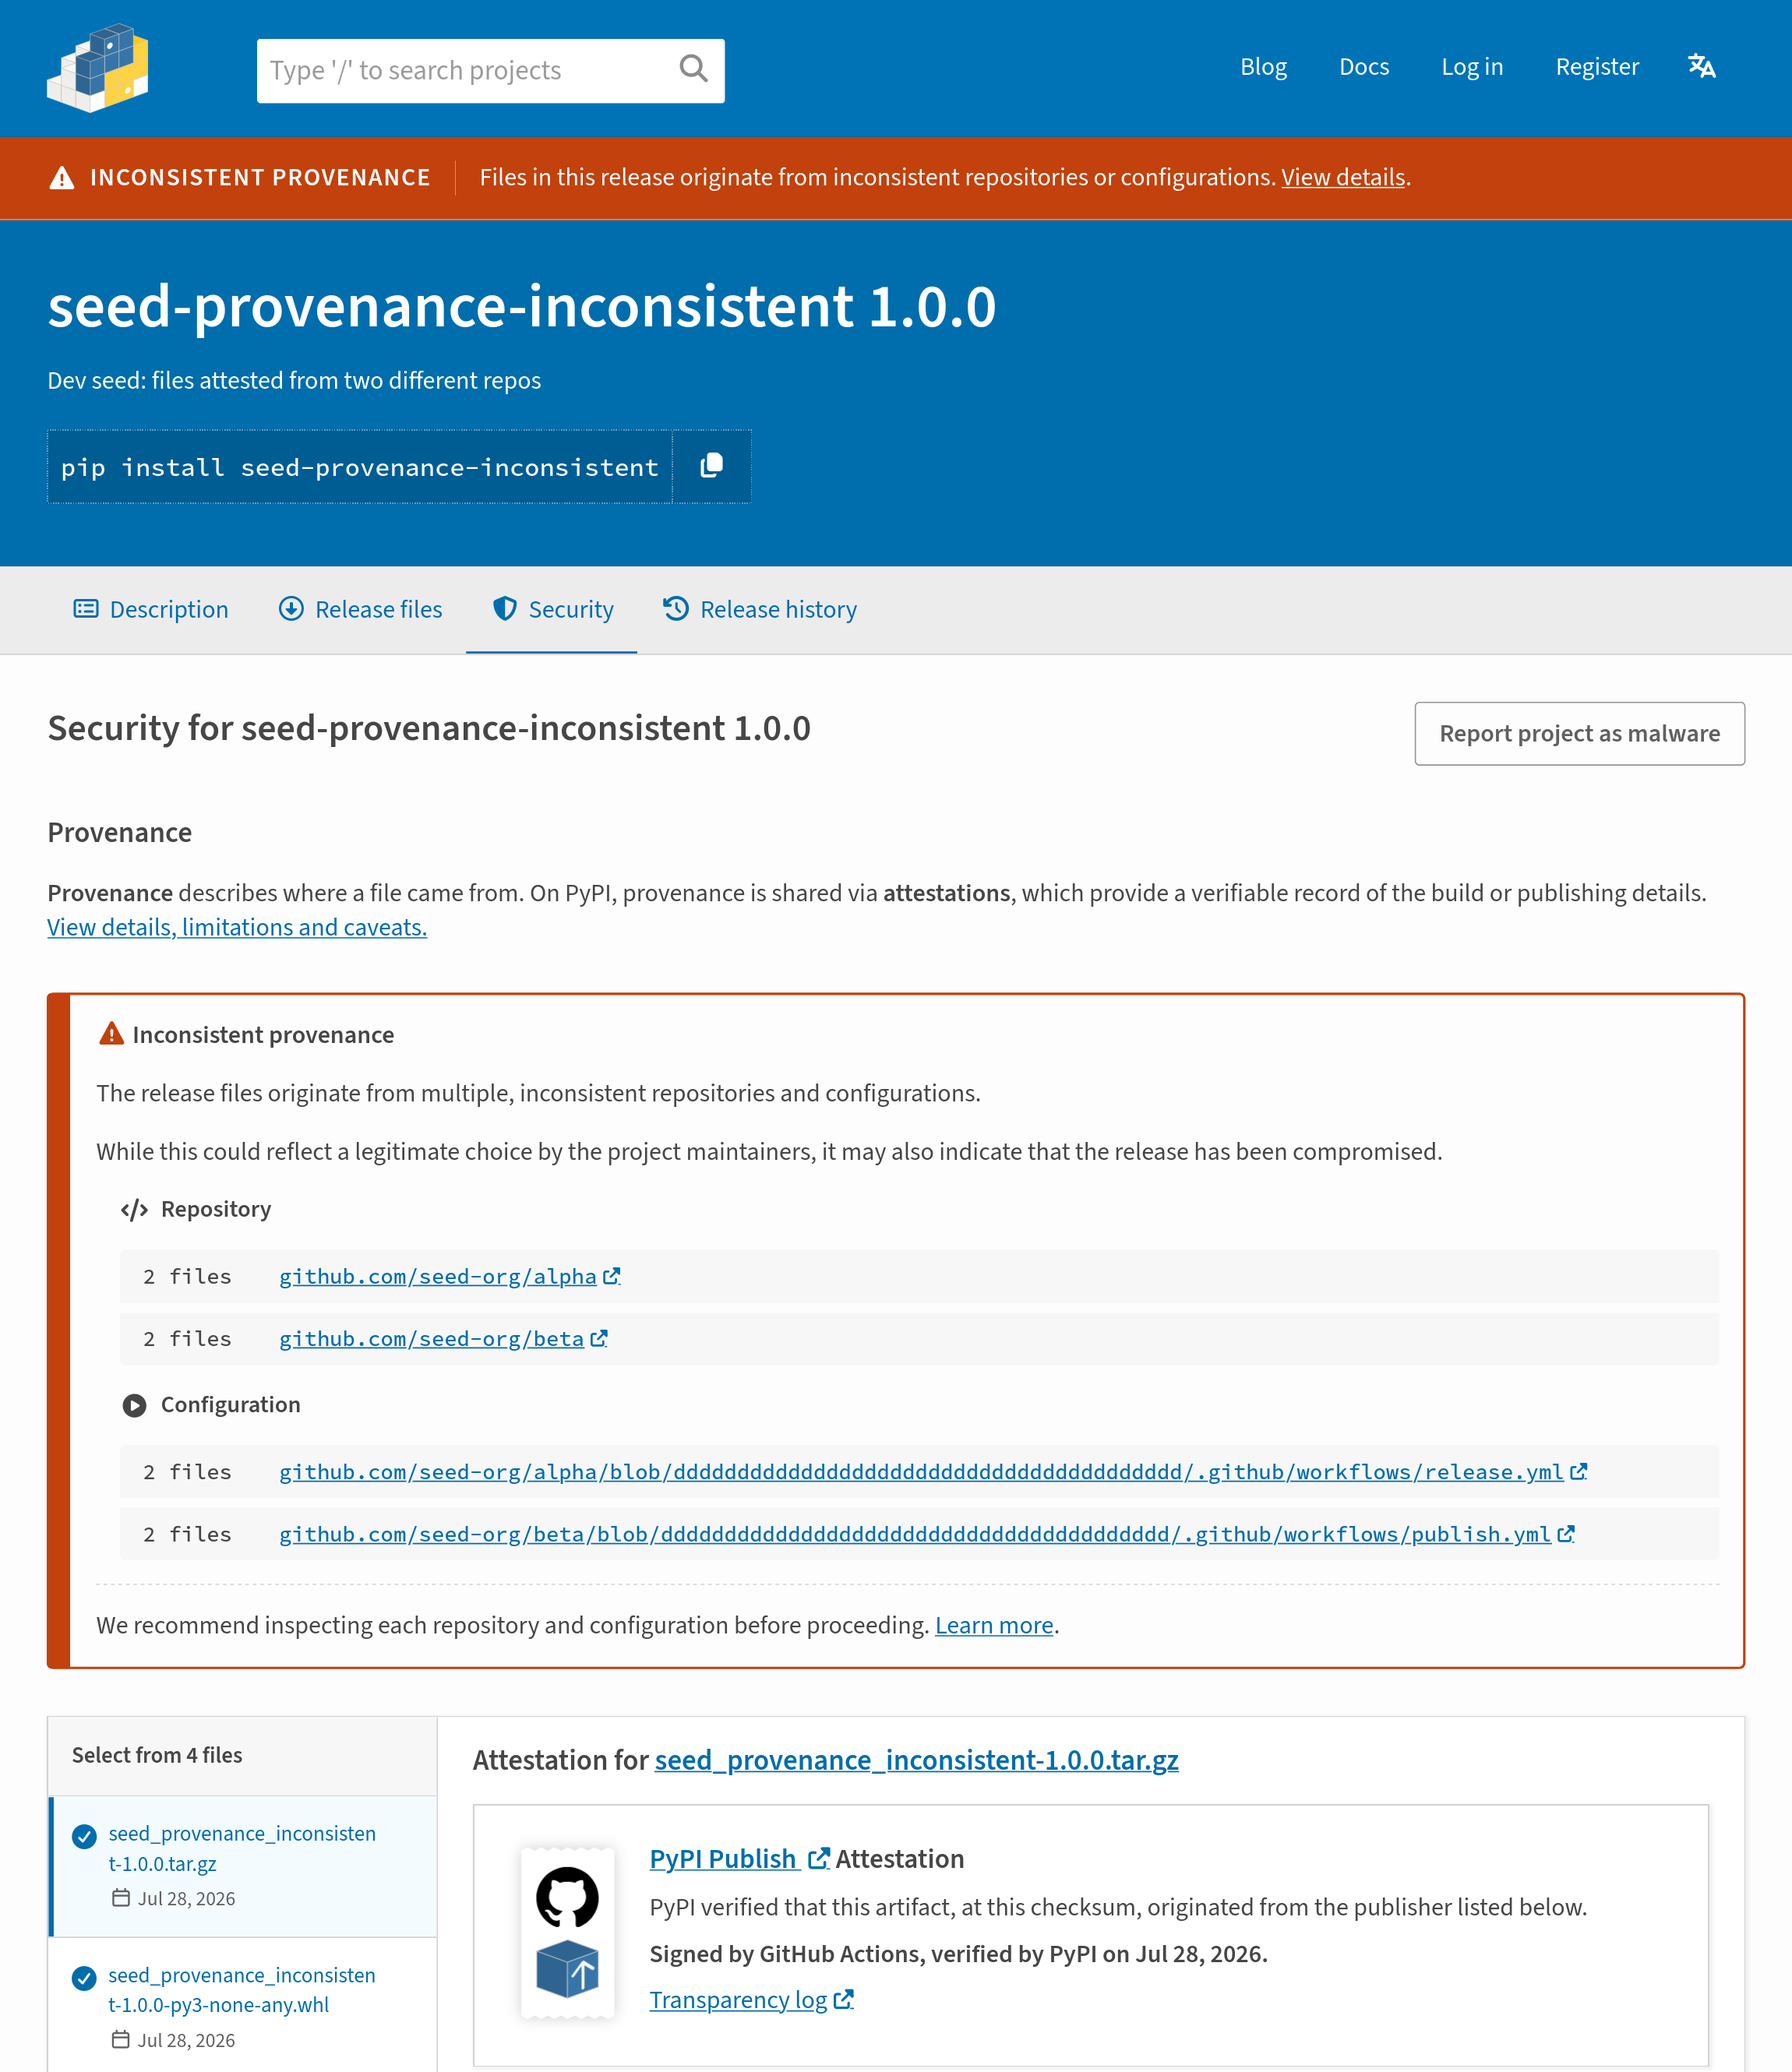 Type '/' to search projects
Blog
Docs
Log in
Register
INCONSISTENT PROVENANCE
Files in this release originate from inconsistent repositories or configurations. View details.
seed-provenance-inconsistent 1.0.0
Dev seed: files attested from two different repos
pip install seed-provenance-inconsistent
Description
Release files
Security
Release history
Security for seed-provenance-inconsistent 1.0.0
Report project as malware
Provenance
Provenance describes where a file came from. On PyPI, provenance is shared via attestations, which provide a verifiable record of the build or publishing details.
View details, limitations and caveats.
Inconsistent provenance
The release files originate from multiple, inconsistent repositories and configurations.
While this could reflect a legitimate choice by the project maintainers, it may also indicate that the release has been compromised.
Repository
2 files github.com/seed-org/alpha
2 files github.com/seed-org/beta
Configuration
2 files github.com/seed-org/alpha/blob/dddddddddddddddddddddddddddddddddddddddd/.github/workflows/release.yml
2 files github.com/seed-org/beta/blob/dddddddddddddddddddddddddddddddddddddddd/.github/workflows/publish.yml
We recommend inspecting each repository and configuration before proceeding. Learn more.
Select from 4 files
seed_provenance_inconsisten
t-1.0.0.tar.gz
Jul 28, 2026
seed_provenance_inconsisten
t-1.0.0-py3-none-any.whl
Jul 28, 2026
Attestation for seed_provenance_inconsistent-1.0.0.tar.gz
PyPI Publish Attestation
PyPI verified that this artifact, at this checksum, originated from the publisher listed below.
Signed by GitHub Actions, verified by PyPI on Jul 28, 2026.
Transparency log